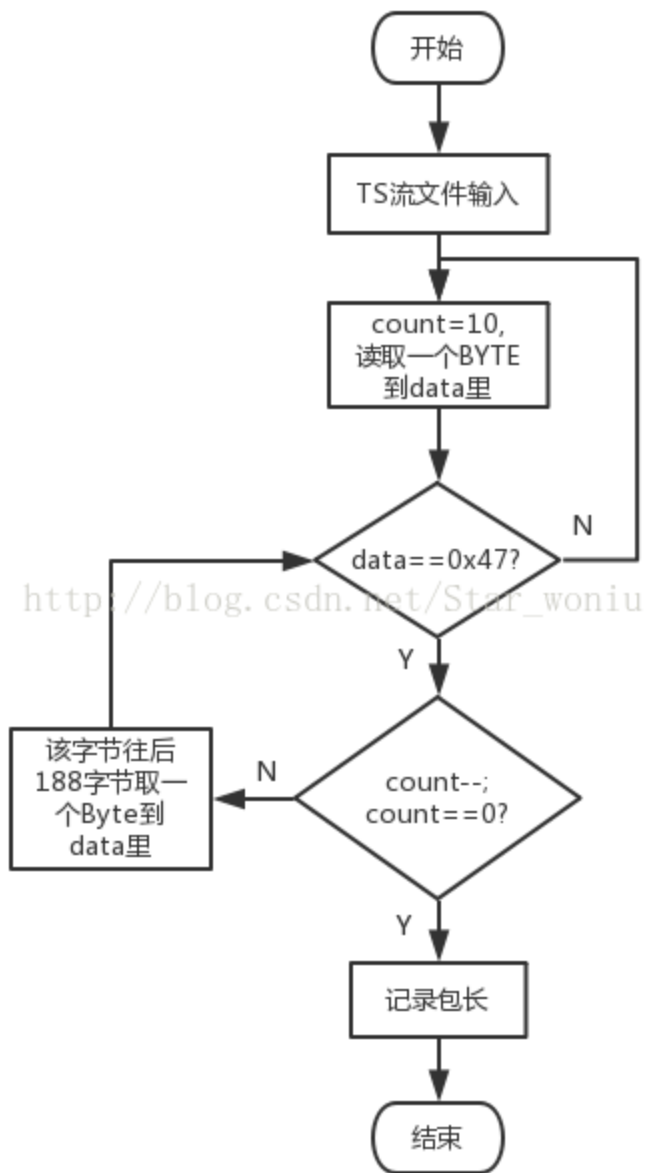 开始
TS流文件输入
count=10,
读取一个BYTE
到data里
N
data==0x47?
http://blog.csdn.net/Star_woniu
Y
该字节往后
188字节取一
个Byte到
data里
N
count--;
count==0?
Y
记录包长
结束